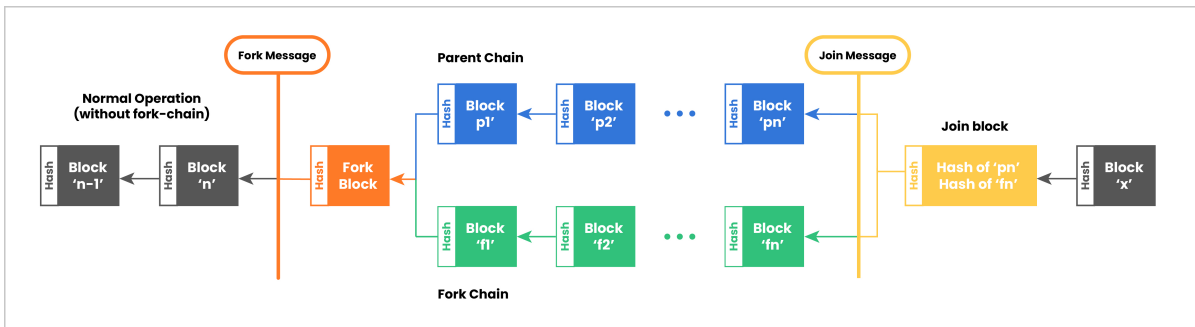 Fork Message
Join Message
Parent Chain
Normal Operation
(without fork-chain)
Hash
Block
p1’
Hash
Block
‘p2’
Hash
Block
‘pn’
Join block
Hash
Block
‘n-1’
Hash
Block
‘n’
Hash
Fork
Block
Hash
Hash of ‘pn’
Hash of ‘fn’
Hash
Block
‘x’
Hash
Block
‘f1’
Hash
Block
‘f2’
Hash
Block
‘fn’
Fork Chain